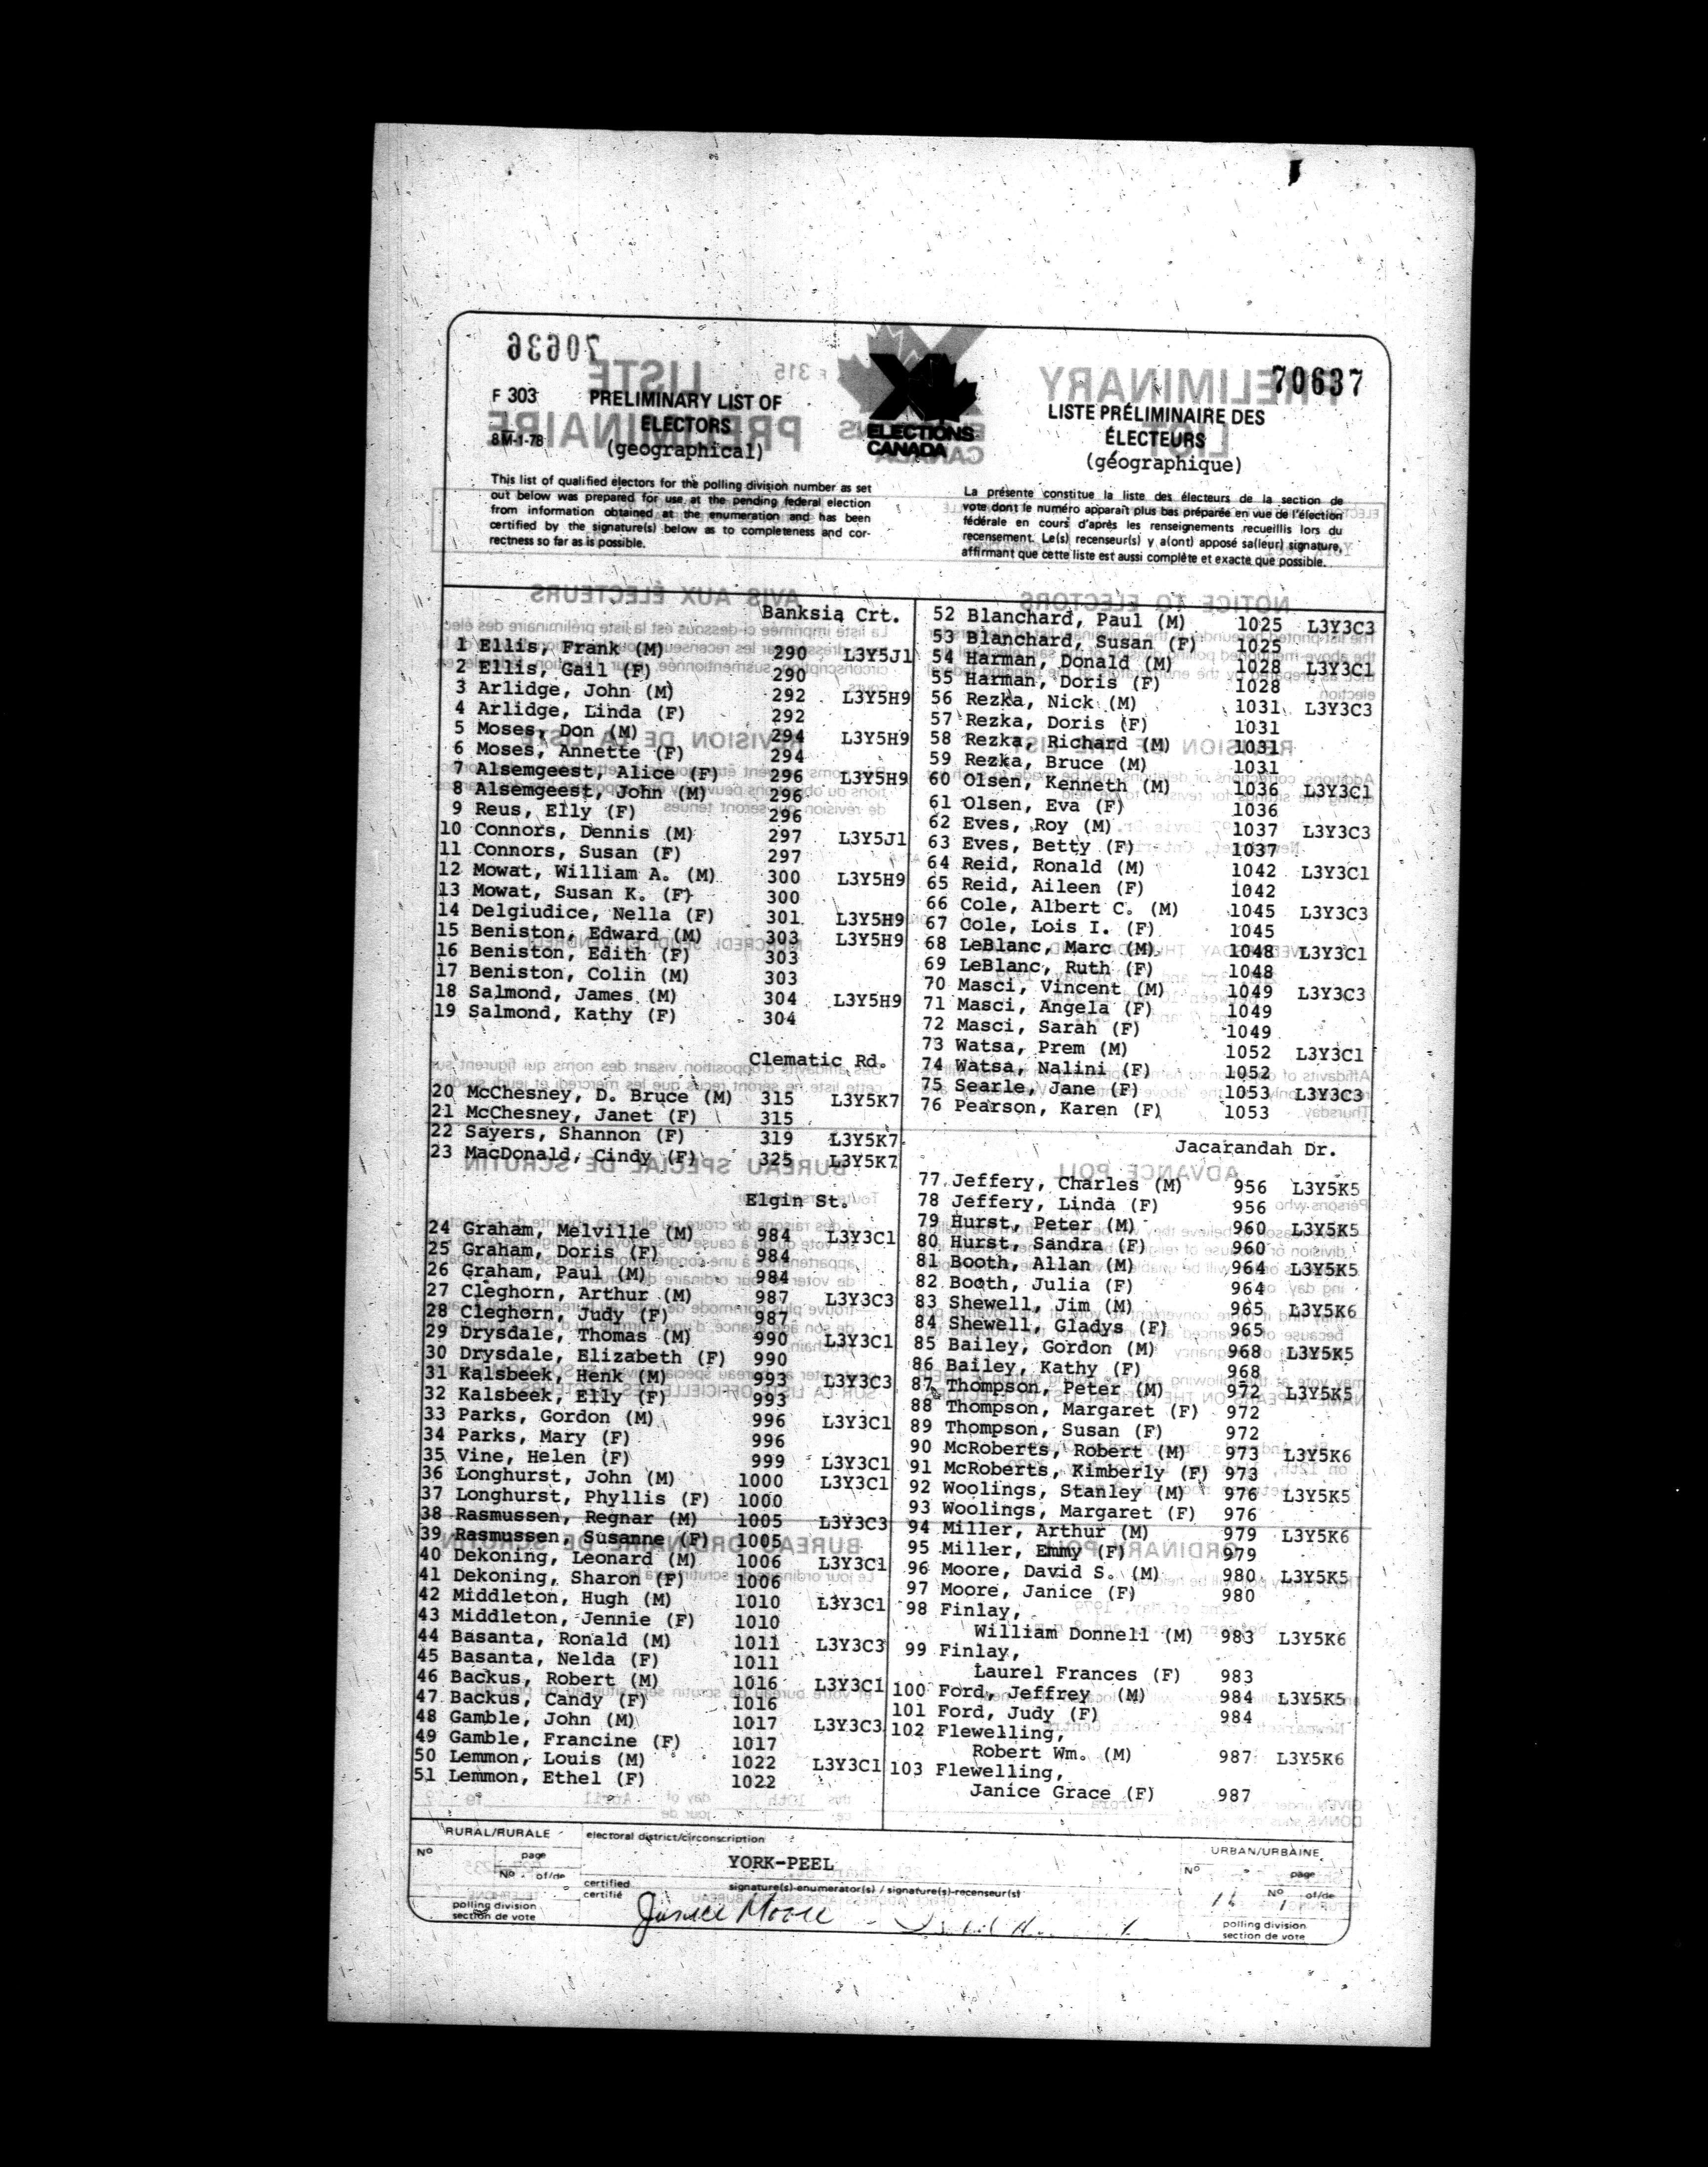 70637
F 303
8M-1-78
PRELIMINARY LIST OF
ELECTORS
(geographical)
ELECTIONS
CANADA
LISTE PRÉLIMINAIRE DES
ÉLECTEURS
(géographique)
This list of qualified electors for the polling division number as set
out below was prepared for use at the pending federal election
from information obtained at the enumeration and has been
certified by the signature(s) below as to completeness and cor-
rectness so far as is possible.
La présente constitue la liste des électeurs de la section de
vote dont le numéro apparaît plus bas préparée en vue de l'élection
fédérale en cours d'après les renseignements recueillis lors du
recensement. Le(s) recenseur(s) y a(ont) apposé sa(leur) signature,
affirmant que cette liste est aussi complète et exacte que possible.
Banksia Crt.
1 Ellis, Frank (M) 290 L3Y5J1
2 Ellis, Gail (F) 290
3 Arlidge, John (M) 292 L3Y5H9
4 Arlidge, Linda (F) 292
5 Moses, Don (M) 294 L3Y5H9
6 Moses, Annette (F) 294
7 Alsemgeest, Alice (F) 296 L3Y5H9
8 Alsemgeest, John (M) 296
9 Reus, Elly (F) 296
10 Connors, Dennis (M) 297 L3Y5J1
11 Connors, Susan (F) 297
12 Mowat, William A. (M) 300 L3Y5H9
13 Mowat, Susan K. (F) 300
14 Delgiudice, Nella (F) 301 L3Y5H9
15 Beniston, Edward (M) 303 L3Y5H9
16 Beniston, Edith (F) 303
17 Beniston, Colin (M) 303
18 Salmond, James (M) 304 L3Y5H9
19 Salmond, Kathy (F) 304
Clematic Rd.
20 McChesney, D. Bruce (M) 315 L3Y5K7
21 McChesney, Janet (F) 315
22 Sayers, Shannon (F) 319 L3Y5K7
23 MacDonald, Cindy (F) 325 L3Y5K7
Elgin St.
24 Graham, Melville (M) 984 L3Y3C1
25 Graham, Doris (F) 984
26 Graham, Paul (M) 984
27 Cleghorn, Arthur (M) 987 L3Y3C3
28 Cleghorn, Judy (F) 987
29 Drysdale, Thomas (M) 990 L3Y3C1
30 Drysdale, Elizabeth (F) 990
31 Kalsbeek, Henk (M) 993 L3Y3C3
32 Kalsbeek, Elly (F) 993
33 Parks, Gordon (M) 996 L3Y3C1
34 Parks, Mary (F) 996
35 Vine, Helen (F) 999 L3Y3C1
36 Longhurst, John (M) 1000 L3Y3C1
37 Longhurst, Phyllis (F) 1000
38 Rasmussen, Regnar (M) 1005 L3Y3C3
39 Rasmussen, Susanne (F) 1005
40 Dekoning, Leonard (M) 1006 L3Y3C1
41 Dekoning, Sharon (F) 1006
42 Middleton, Hugh (M) 1010 L3Y3C1
43 Middleton, Jennie (F) 1010
44 Basanta, Ronald (M) 1011 L3Y3C3
45 Basanta, Nelda (F) 1011
46 Backus, Robert (M) 1016 L3Y3C1
47 Backus, Candy (F) 1016
48 Gamble, John (M) 1017 L3Y3C3
49 Gamble, Francine (F) 1017
50 Lemmon, Louis (M) 1022 L3Y3C1
51 Lemmon, Ethel (F) 1022
52 Blanchard, Paul (M) 1025 L3Y3C3
53 Blanchard, Susan (F) 1025
54 Harman, Donald (M) 1028 L3Y3C1
55 Harman, Doris (F) 1028
56 Rezka, Nick (M) 1031 L3Y3C3
57 Rezka, Doris (F) 1031
58 Rezka, Richard (M) 1031
59 Rezka, Bruce (M) 1031
60 Olsen, Kenneth (M) 1036 L3Y3C1
61 Olsen, Eva (F) 1036
62 Eves, Roy (M) 1037 L3Y3C3
63 Eves, Betty (F) 1037
64 Reid, Ronald (M) 1042 L3Y3C1
65 Reid, Aileen (F) 1042
66 Cole, Albert C. (M) 1045 L3Y3C3
67 Cole, Lois I. (F) 1045
68 LeBlanc, Marc (M) 1048 L3Y3C1
69 LeBlanc, Ruth (F) 1048
70 Masci, Vincent (M) 1049 L3Y3C3
71 Masci, Angela (F) 1049
72 Masci, Sarah (F) 1049
73 Watsa, Prem (M) 1052 L3Y3C1
74 Watsa, Nalini (F) 1052
75 Searle, Jane (F) 1053 L3Y3C3
76 Pearson, Karen (F) 1053
Jacarandah Dr.
77 Jeffery, Charles (M) 956 L3Y5K5
78 Jeffery, Linda (F) 956
79 Hurst, Peter (M) 960 L3Y5K5
80 Hurst, Sandra (F) 960
81 Booth, Allan (M) 964 L3Y5K5
82 Booth, Julia (F) 964
83 Shewell, Jim (M) 965 L3Y5K6
84 Shewell, Gladys (F) 965
85 Bailey, Gordon (M) 968 L3Y5K5
86 Bailey, Kathy (F) 968
87 Thompson, Peter (M) 972 L3Y5K5
88 Thompson, Margaret (F) 972
89 Thompson, Susan (F) 972
90 McRoberts, Robert (M) 973 L3Y5K6
91 McRoberts, Kimberly (F) 973
92 Woolings, Stanley (M) 976 L3Y5K5
93 Woolings, Margaret (F) 976
94 Miller, Arthur (M) 979 L3Y5K6
95 Miller, Emmy (F) 979
96 Moore, David S. (M) 980 L3Y5K5
97 Moore, Janice (F) 980
98 Finlay,
William Donnell (M) 983 L3Y5K6
99 Finlay,
Laurel Frances (F) 983
100 Ford, Jeffrey (M) 984 L3Y5K5
101 Ford, Judy (F) 984
102 Flewelling,
Robert Wm. (M) 987 L3Y5K6
103 Flewelling,
Janice Grace (F) 987
RURAL/RURALE
No
page
No of/de
polling division
section de vote
electoral district/circonscription
YORK-PEEL
certified
certifié
signature(s)-enumerator(s) / signature(s)-recenseur(s)
Janice Moore
URBAN/URBAINE
No
page
No of/de
polling division
section de vote